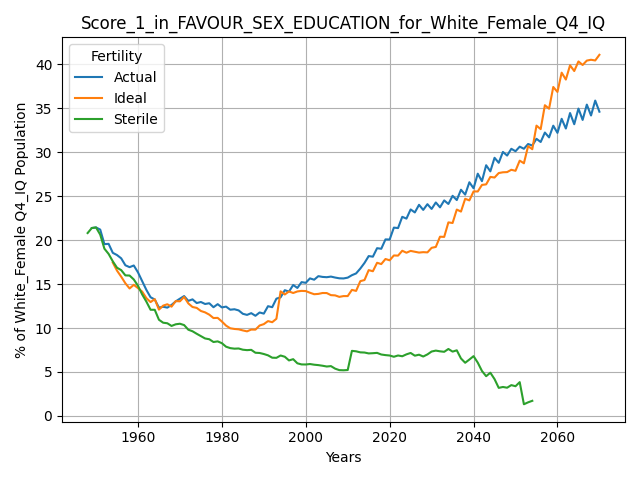 Score_1_in_FAVOUR_SEX_EDUCATION_for_White_Female_Q4_IQ
Fertility
Actual
Ideal
Sterile
% of White_Female Q4_IQ Population
40
35
30
25
20
15
10
5
0
1960 1980 2000 2020 2040 2060
Years